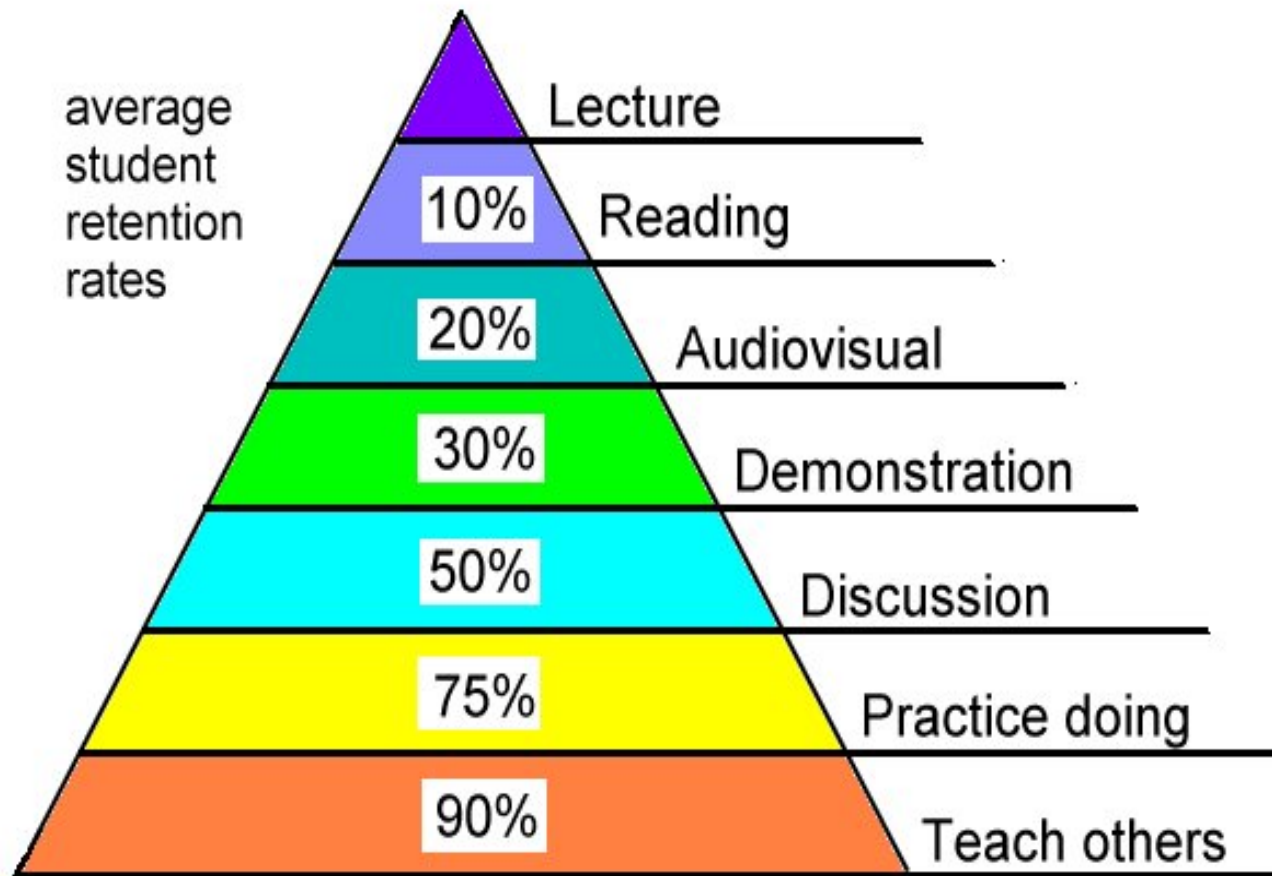 average
student
retention
rates
Lecture
10% Reading
20% Audiovisual
30% Demonstration
50% Discussion
75% Practice doing
90% Teach others